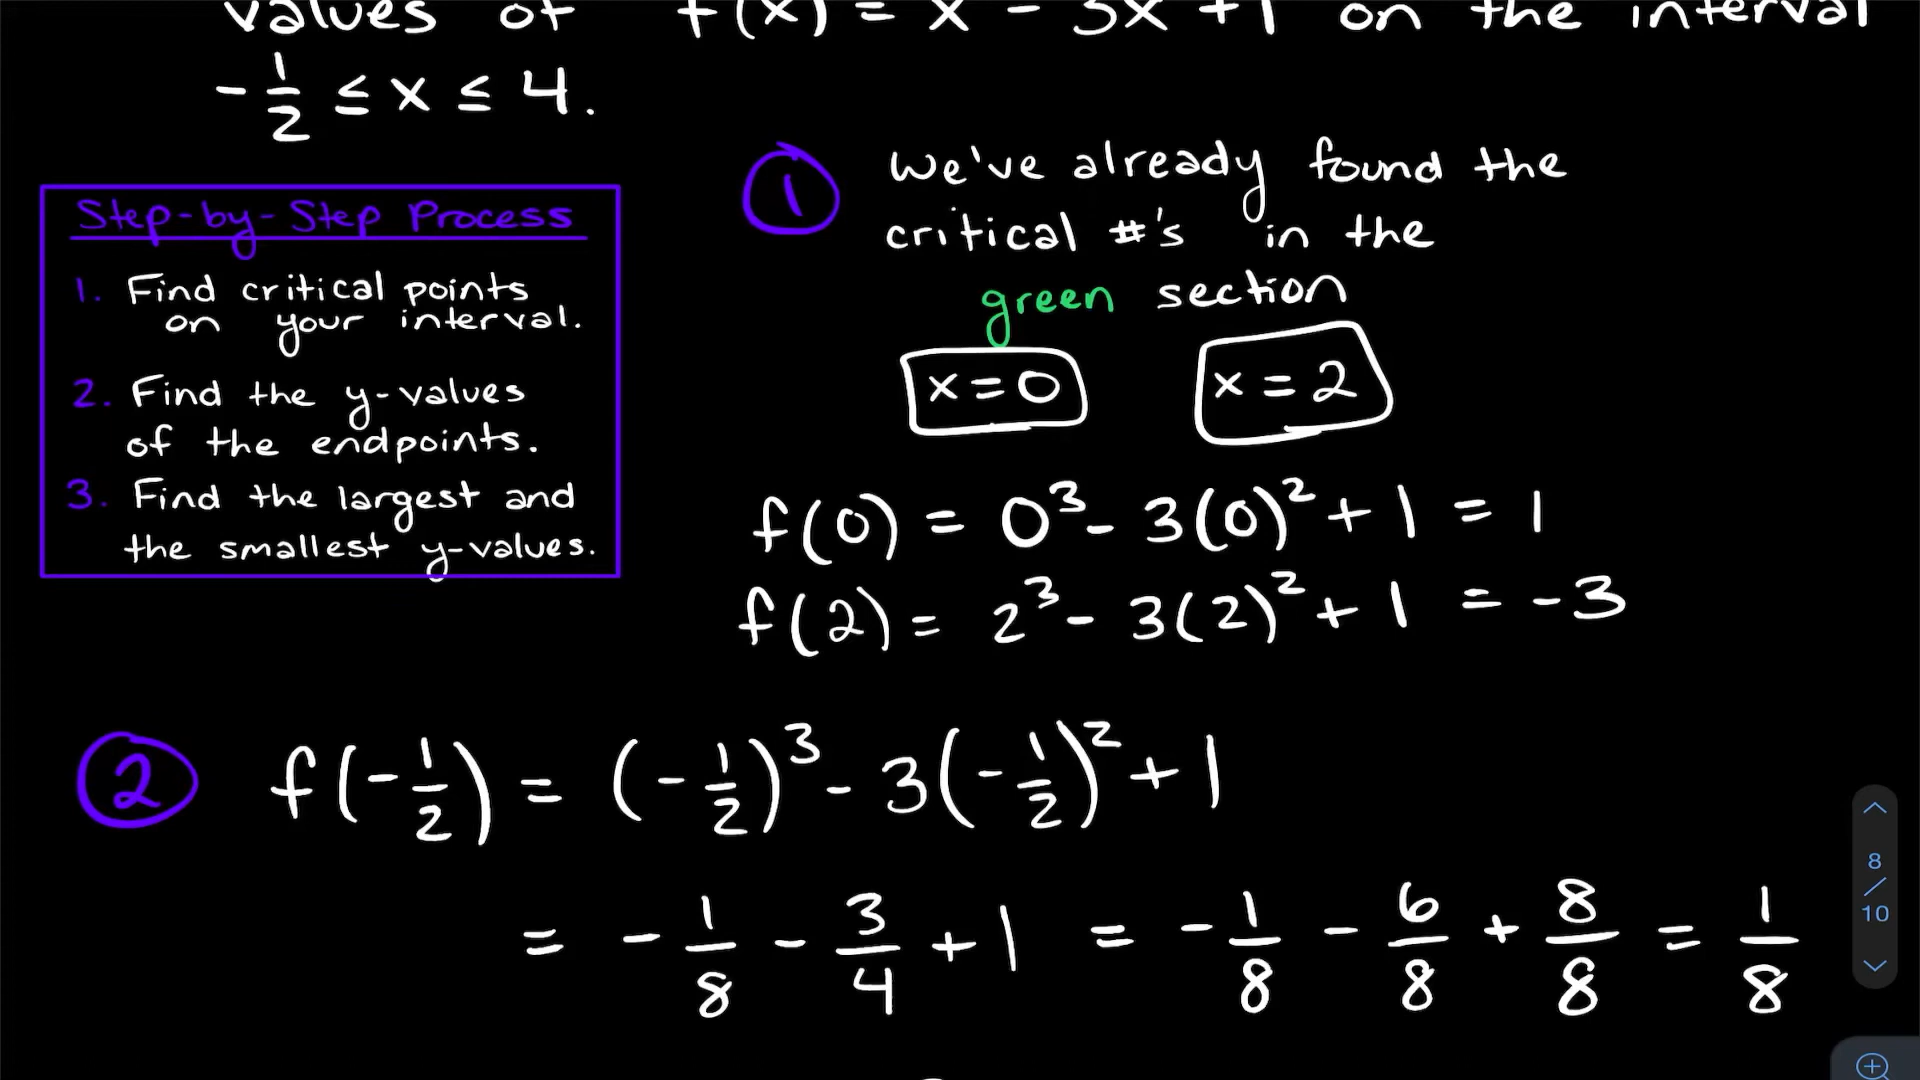 values of f(x) = x - 3x + 1 on the interval
-1/2 ≤ x ≤ 4.
Step-by-Step Process
1. Find critical points
on your interval.
2. Find the y-values
of the endpoints.
3. Find the largest and
the smallest y-values.
① We've already found the
critical #'s in the
green section
x = 0 x = 2
f(0) = 0³ - 3(0)² + 1 = 1
f(2) = 2³ - 3(2)² + 1 = -3
② f(-1/2) = (-1/2)³ - 3(-1/2)² + 1
= -1/8 - 3/4 + 1 = -1/8 - 6/8 + 8/8 = 1/8
8
/
10